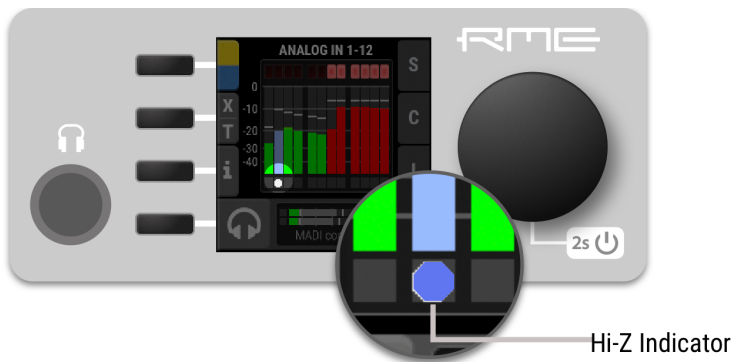 ANALOG IN 1-12
RME
S
0
X
-10
C
T
-20
-30
i
-40
MADI co
2s
Hi-Z Indicator